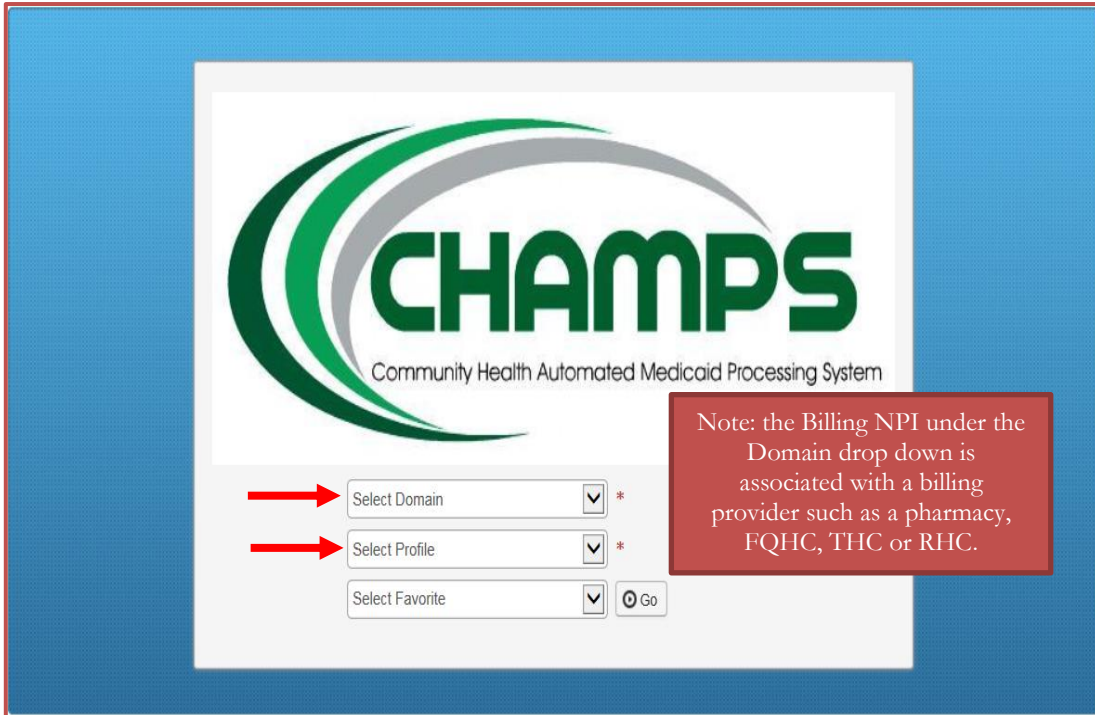 CHAMPS
Community Health Automated Medicaid Processing System
Note: the Billing NPI under the
Domain drop down is
associated with a billing
provider such as a pharmacy,
FQHC, THC or RHC.
Select Domain *
Select Profile *
Select Favorite Go